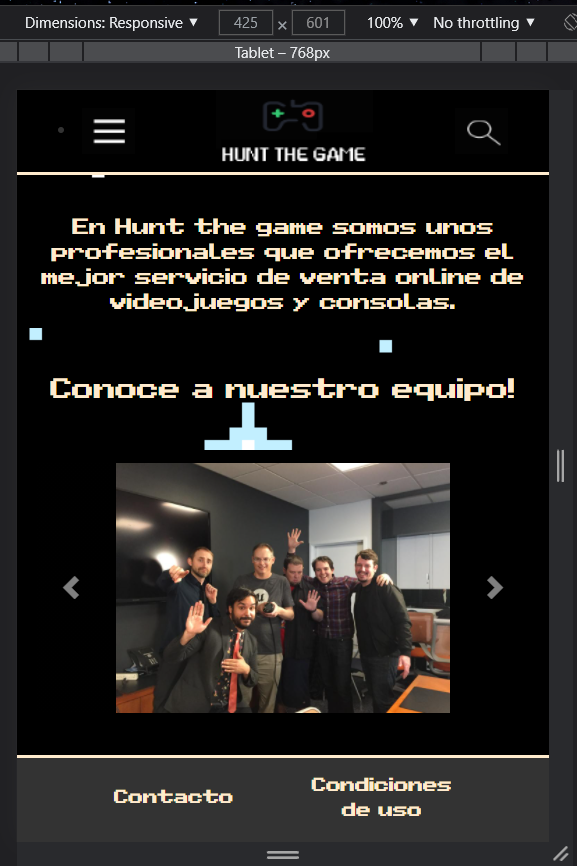 Dimensions: Responsive ▼ 425 × 601 100% ▼ No throttling ▼
Tablet – 768px
HUNT THE GAME
En Hunt the game somos unos
profesionales que ofrecemos el
mejor servicio de venta online de
videojuegos y consolas.
Conoce a nuestro equipo!
Contacto
Condiciones
de uso